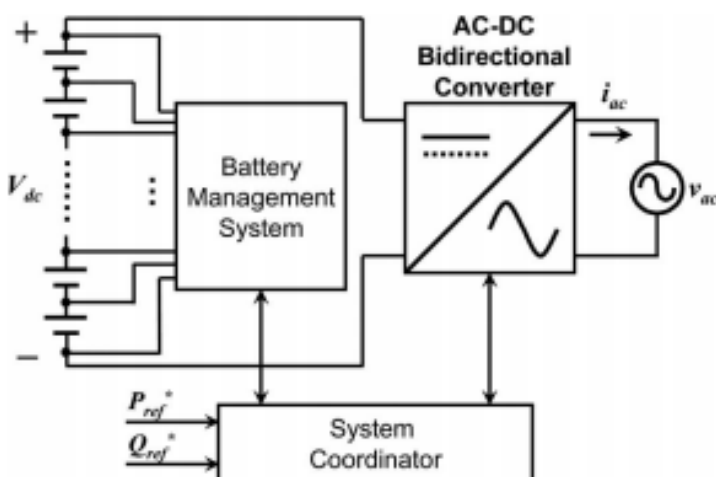 +
AC-DC
Bidirectional
Converter
i_ac
Battery
Management
System
V_dc
v_ac
−
P_ref*
Q_ref*
System
Coordinator